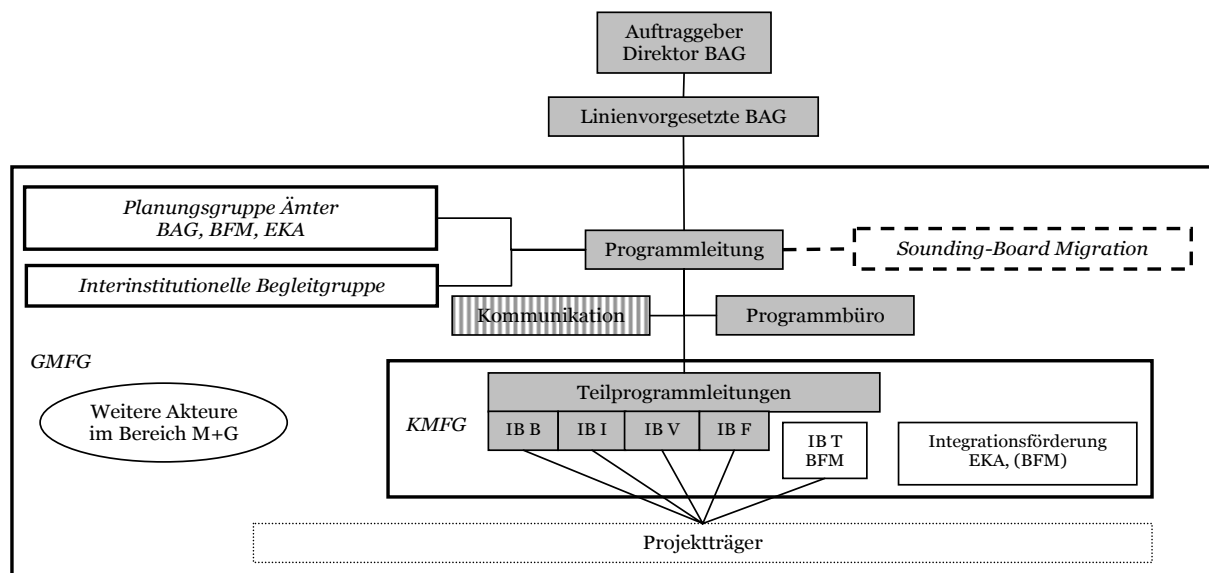 Auftraggeber
Direktor BAG
Linienvorgesetzte BAG
Planungsgruppe Ämter
BAG, BFM, EKA
Programmleitung
Sounding-Board Migration
Interinstitutionelle Begleitgruppe
Kommunikation
Programmbüro
GMFG
Weitere Akteure
im Bereich M+G
KMFG
Teilprogrammleitungen
IB B
IB I
IB V
IB F
IB T
BFM
Integrationsförderung
EKA, (BFM)
Projektträger